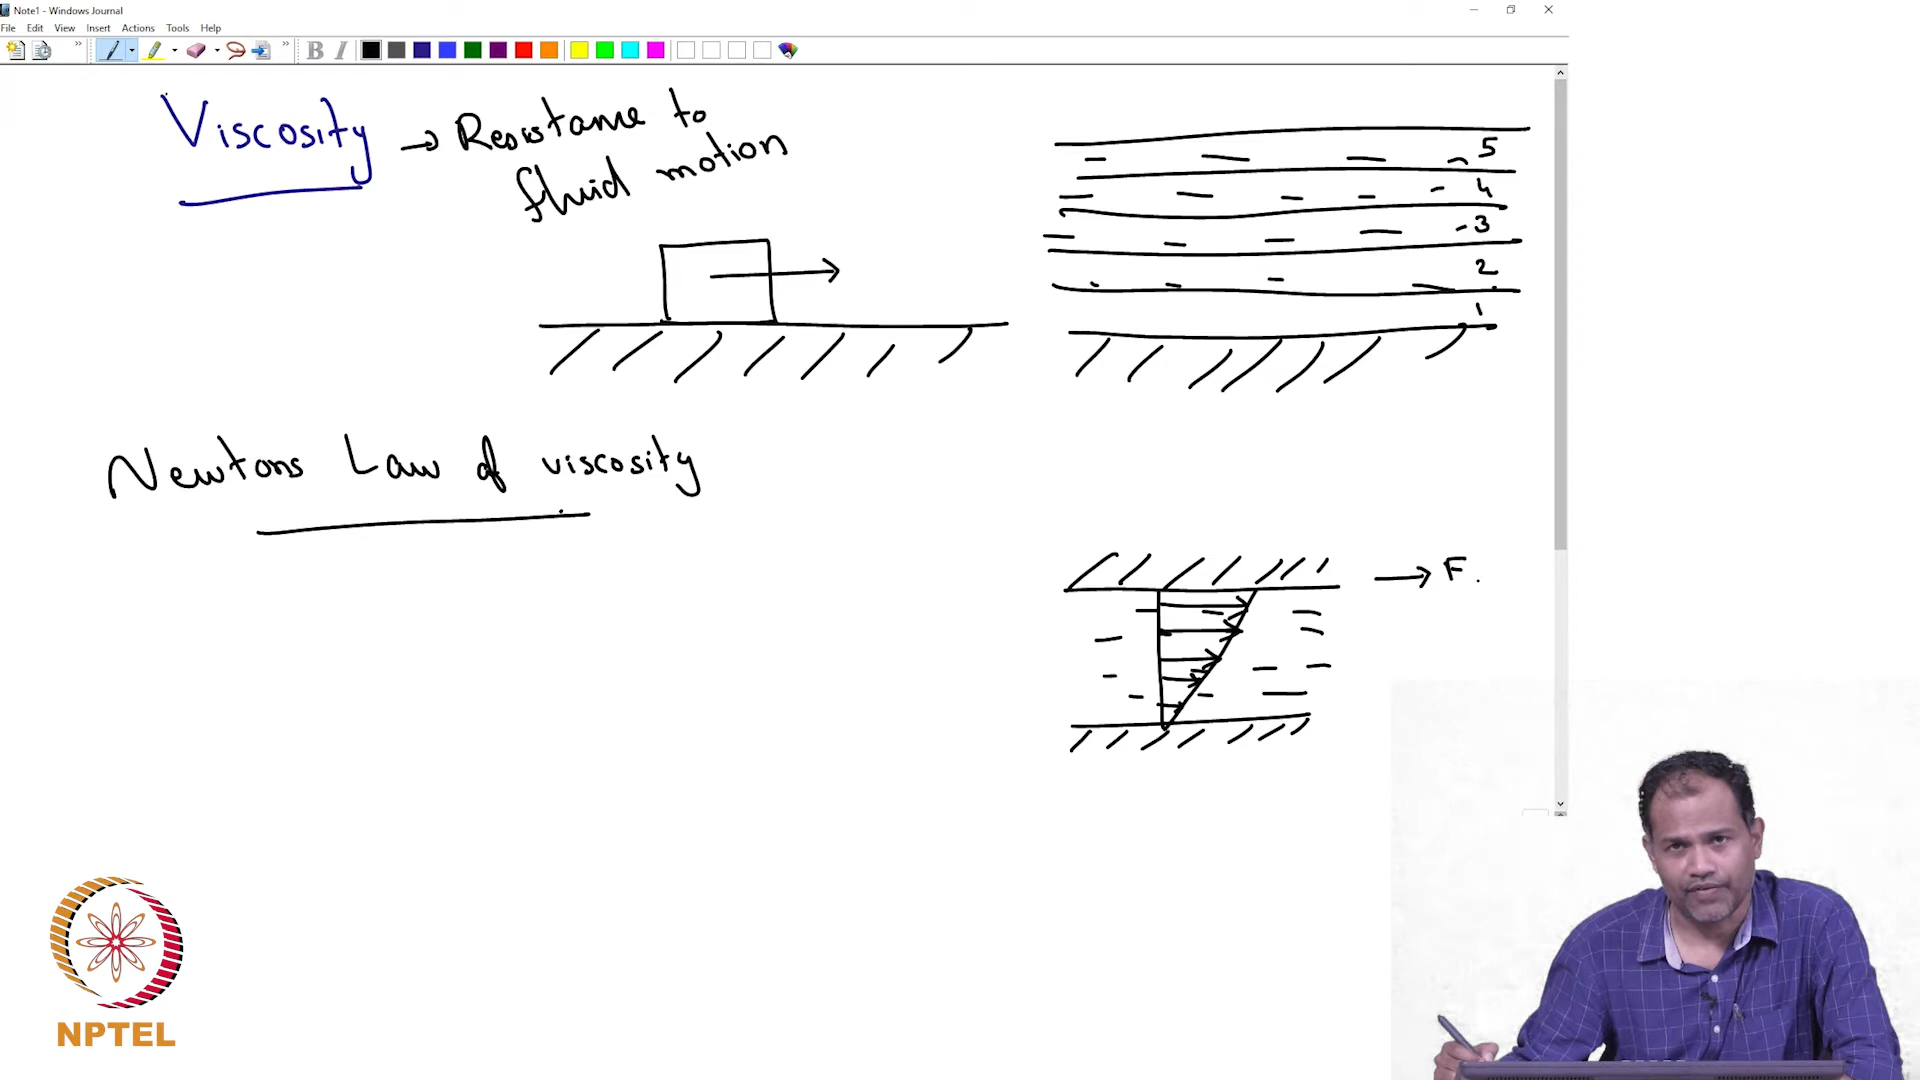 Note1 - Windows Journal
File Edit View Insert Actions Tools Help
B I
Viscosity → Resistance to
fluid motion
5
4
3
2
1
Newtons Law of viscosity
→ F.
NPTEL